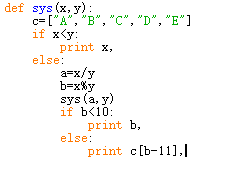 def sys(x,y):
    c=["A","B","C","D","E"]
    if x<y:
        print x,
    else:
        a=x/y
        b=x%y
        sys(a,y)
        if b<10:
            print b,
        else:
            print c[b-11],